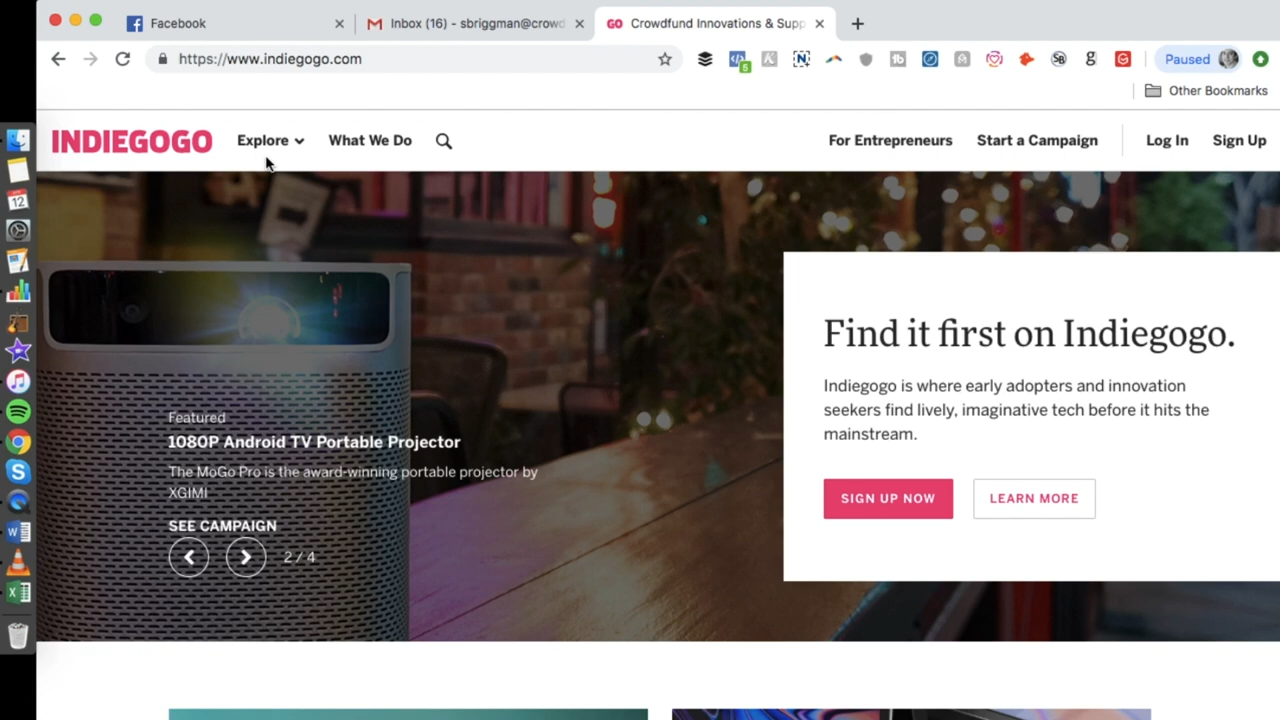 Facebook
Inbox (16) - sbriggman@crowd
GO Crowdfund Innovations & Supp
https://www.indiegogo.com
5
Paused
Other Bookmarks
INDIEGOGO
Explore
What We Do
For Entrepreneurs
Start a Campaign
Log In
Sign Up
12
Featured
1080P Android TV Portable Projector
The MoGo Pro is the award-winning portable projector by
XGIMI
SEE CAMPAIGN
2 / 4
Find it first on Indiegogo.
Indiegogo is where early adopters and innovation
seekers find lively, imaginative tech before it hits the
mainstream.
SIGN UP NOW
LEARN MORE